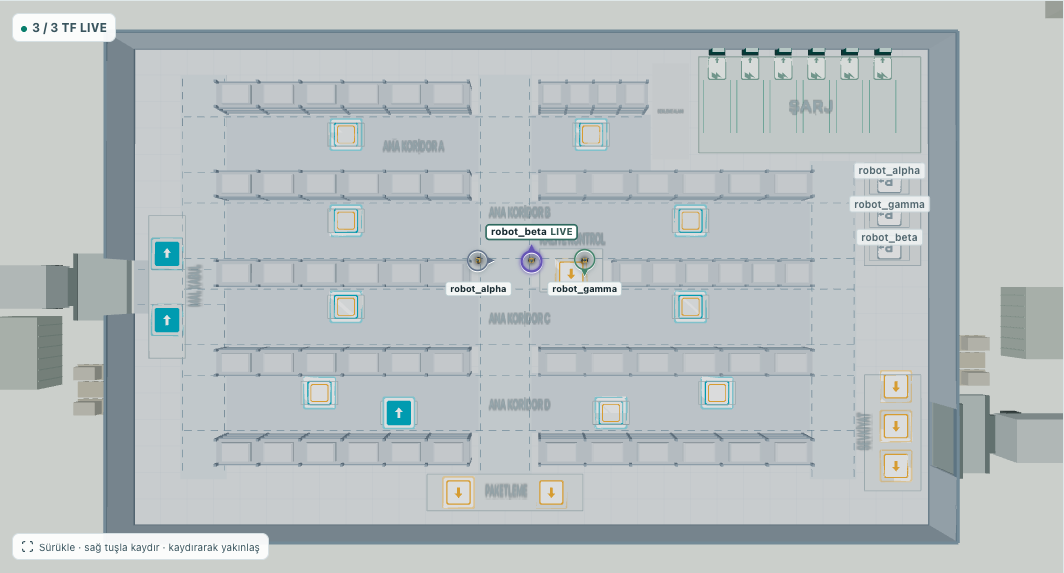 3 / 3 TF LIVE
ŞARJ
ANA KORİDOR A
robot_alpha
robot_gamma
robot_beta
ANA KORİDOR B
robot_beta LIVE
robot_alpha
robot_gamma
ANA KORİDOR C
ANA KORİDOR D
PAKETLEME
Sürükle · sağ tuşla kaydır · kaydırarak yakınlaş